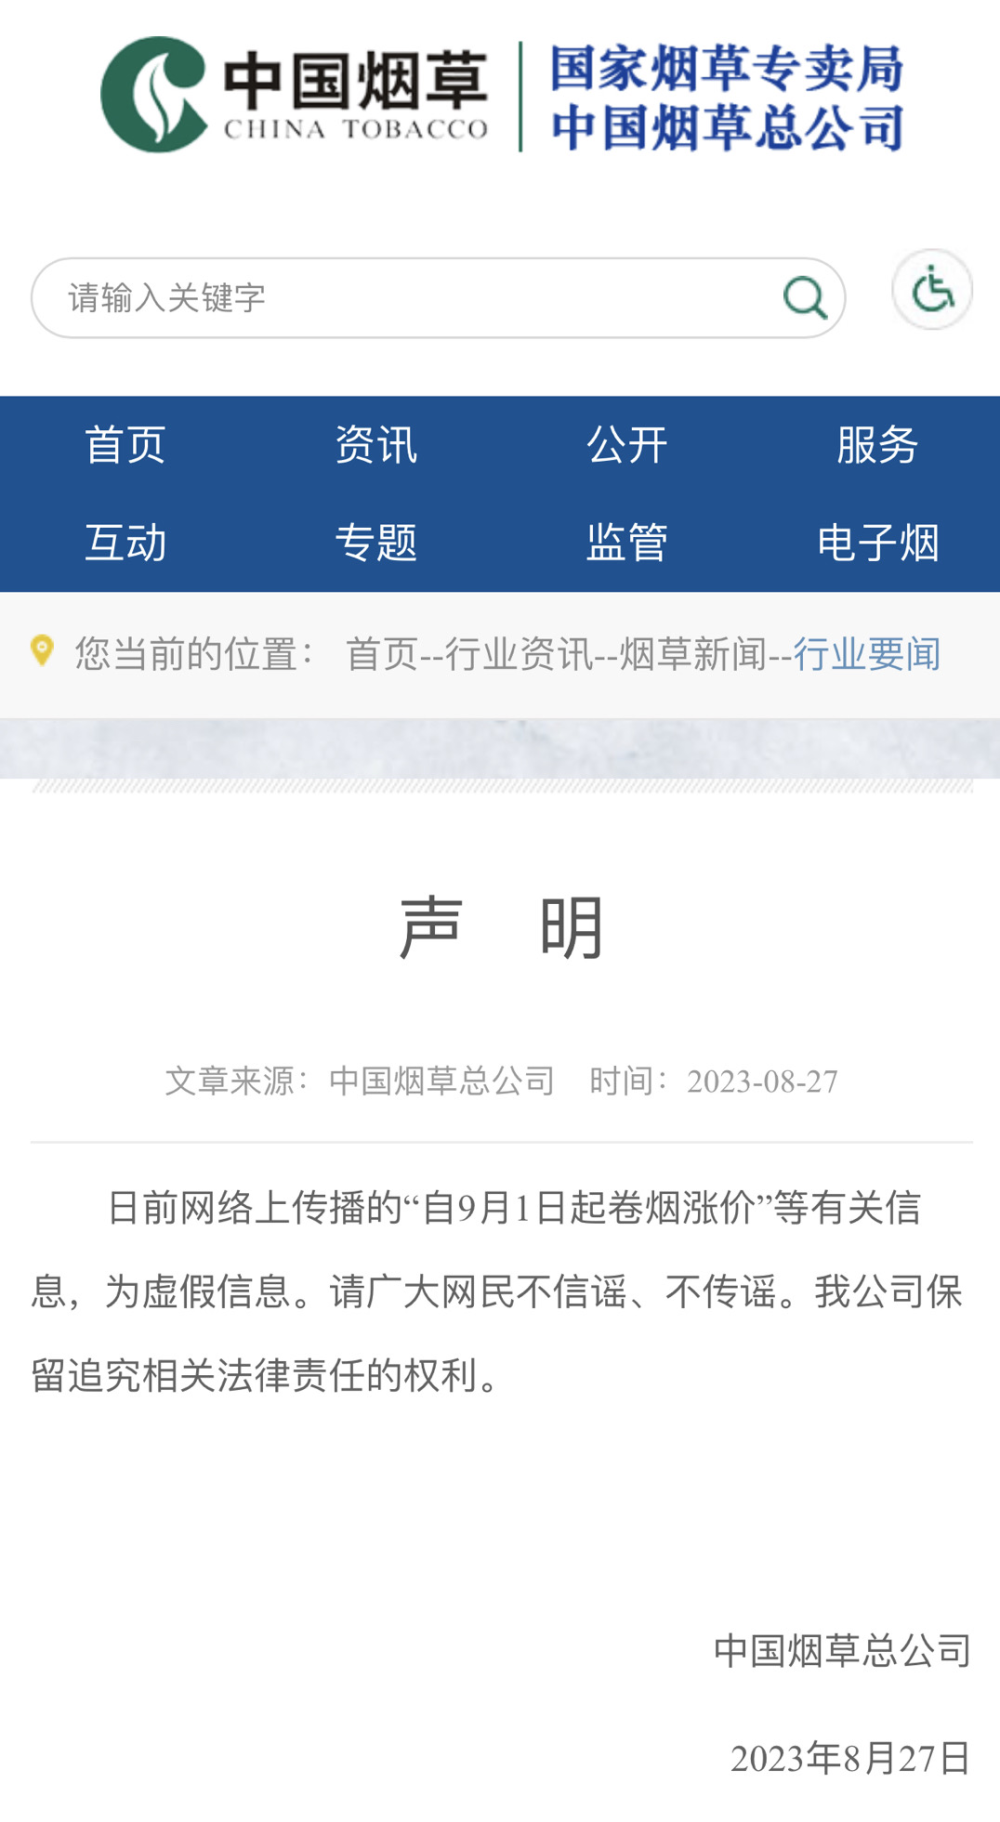 中国烟草
CHINA TOBACCO
国家烟草专卖局
中国烟草总公司
请输入关键字
首页 资讯 公开 服务
互动 专题 监管 电子烟
您当前的位置： 首页--行业资讯--烟草新闻--行业要闻
声 明
文章来源：中国烟草总公司 时间：2023-08-27
日前网络上传播的“自9月1日起卷烟涨价”等有关信
息，为虚假信息。请广大网民不信谣、不传谣。我公司保
留追究相关法律责任的权利。
中国烟草总公司
2023年8月27日